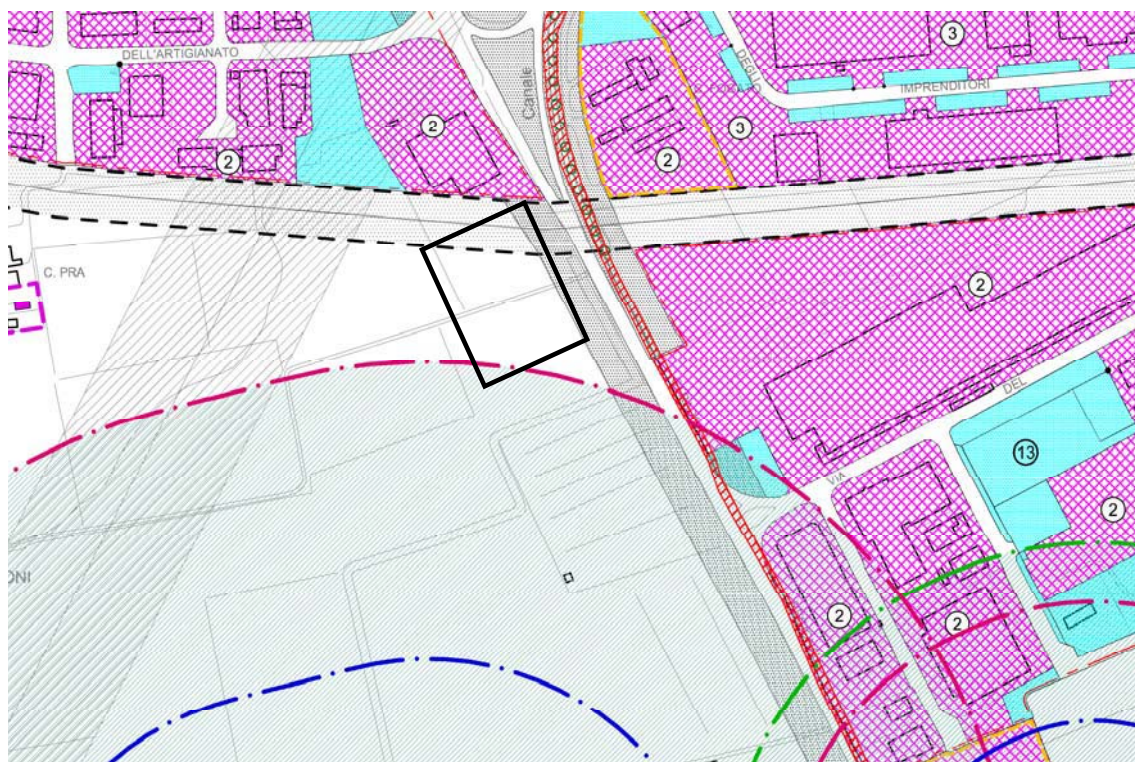 DELL'ARTIGIANATO
2
2
Canale
2
DEGLI
IMPRENDITORI
3
3
C. PRA
2
VIA
DEL
13
2
2
2
ONI